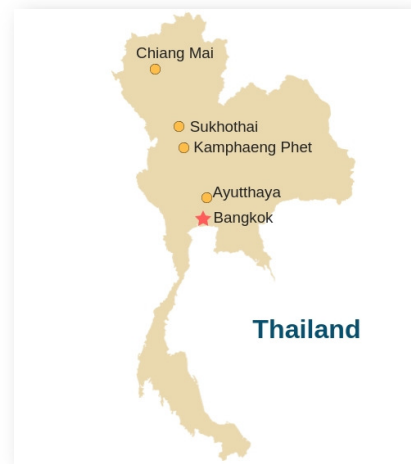 Chiang Mai
Sukhothai
Kamphaeng Phet
Ayutthaya
Bangkok
Thailand